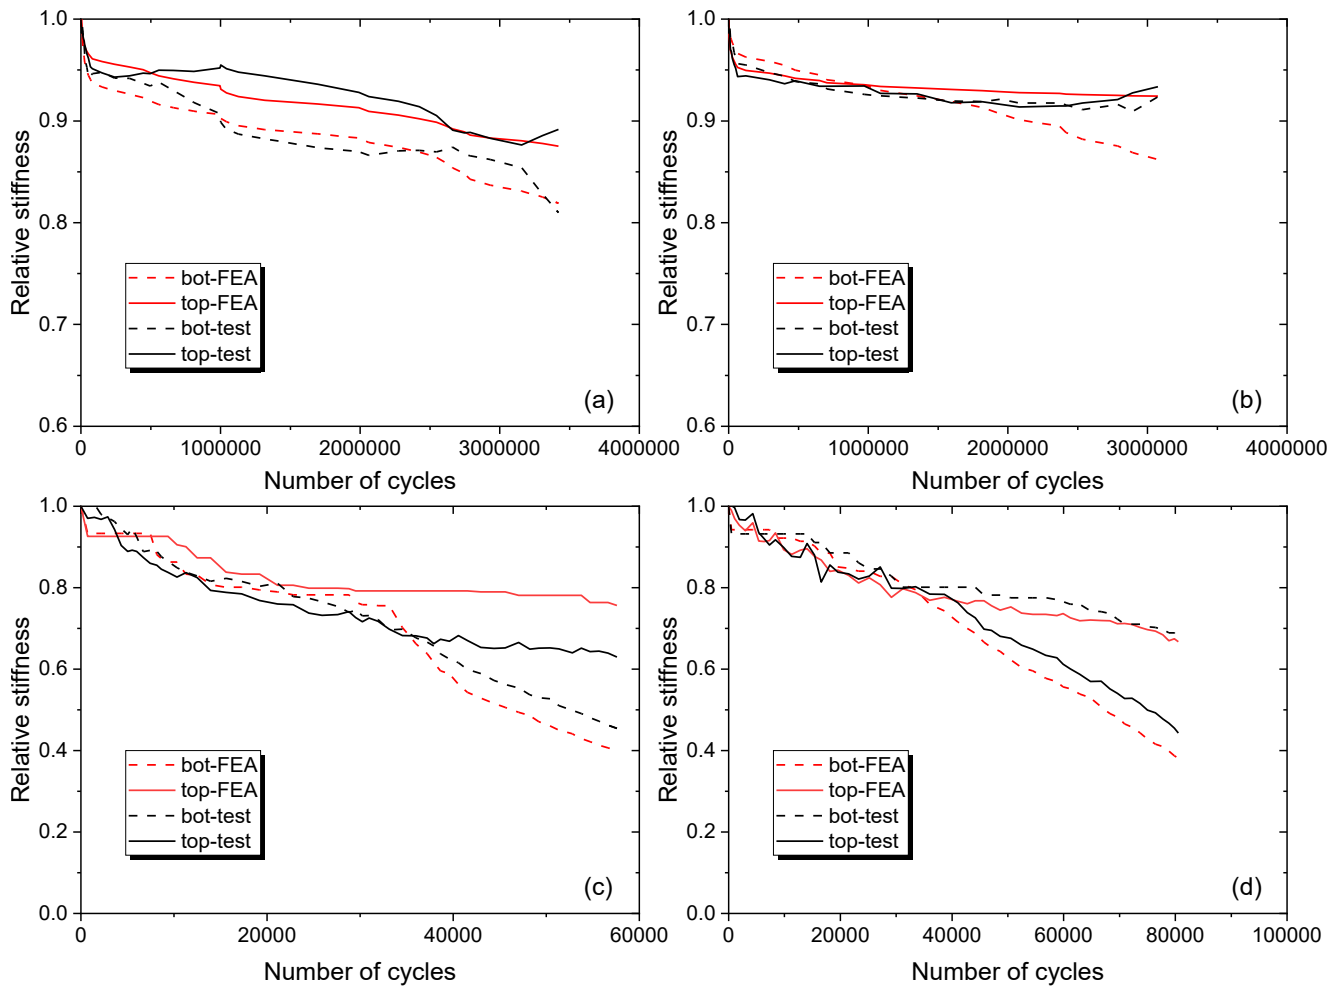 1.0
0.9
0.8
0.7
0.6
Relative stiffness
0 1000000 2000000 3000000 4000000
Number of cycles
bot-FEA
top-FEA
bot-test
top-test
(a)
1.0
0.9
0.8
0.7
0.6
Relative stiffness
0 1000000 2000000 3000000 4000000
Number of cycles
bot-FEA
top-FEA
bot-test
top-test
(b)
1.0
0.8
0.6
0.4
0.2
0.0
Relative stiffness
0 20000 40000 60000
Number of cycles
bot-FEA
top-FEA
bot-test
top-test
(c)
1.0
0.8
0.6
0.4
0.2
0.0
Relative stiffness
0 20000 40000 60000 80000 100000
Number of cycles
bot-FEA
top-FEA
bot-test
top-test
(d)